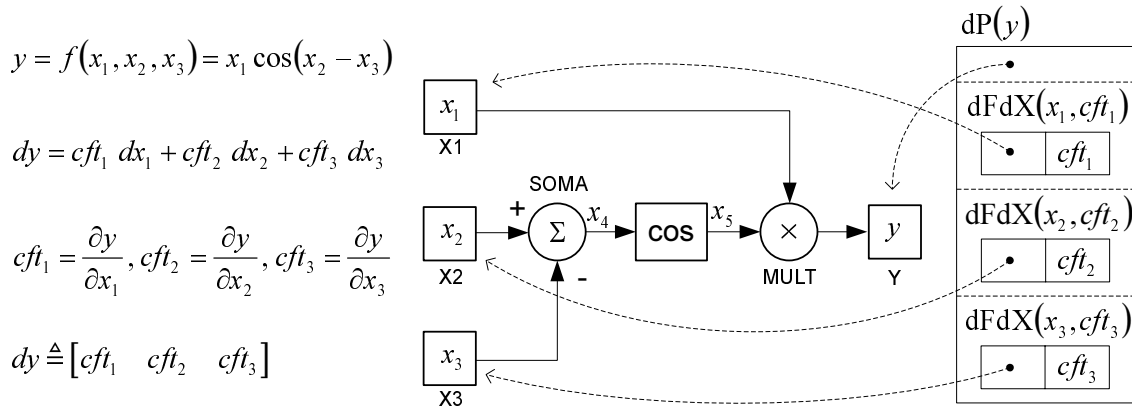 y = f(x₁, x₂, x₃) = x₁ cos(x₂ − x₃)
dy = cft₁ dx₁ + cft₂ dx₂ + cft₃ dx₃
cft₁ = ∂y/∂x₁, cft₂ = ∂y/∂x₂, cft₃ = ∂y/∂x₃
dy ≜ [cft₁ cft₂ cft₃]
x₁
X1
x₂
X2
x₃
X3
SOMA
+
Σ
-
x₄
COS
x₅
×
MULT
y
Y
dP(y)
dFdX(x₁, cft₁)
cft₁
dFdX(x₂, cft₂)
cft₂
dFdX(x₃, cft₃)
cft₃